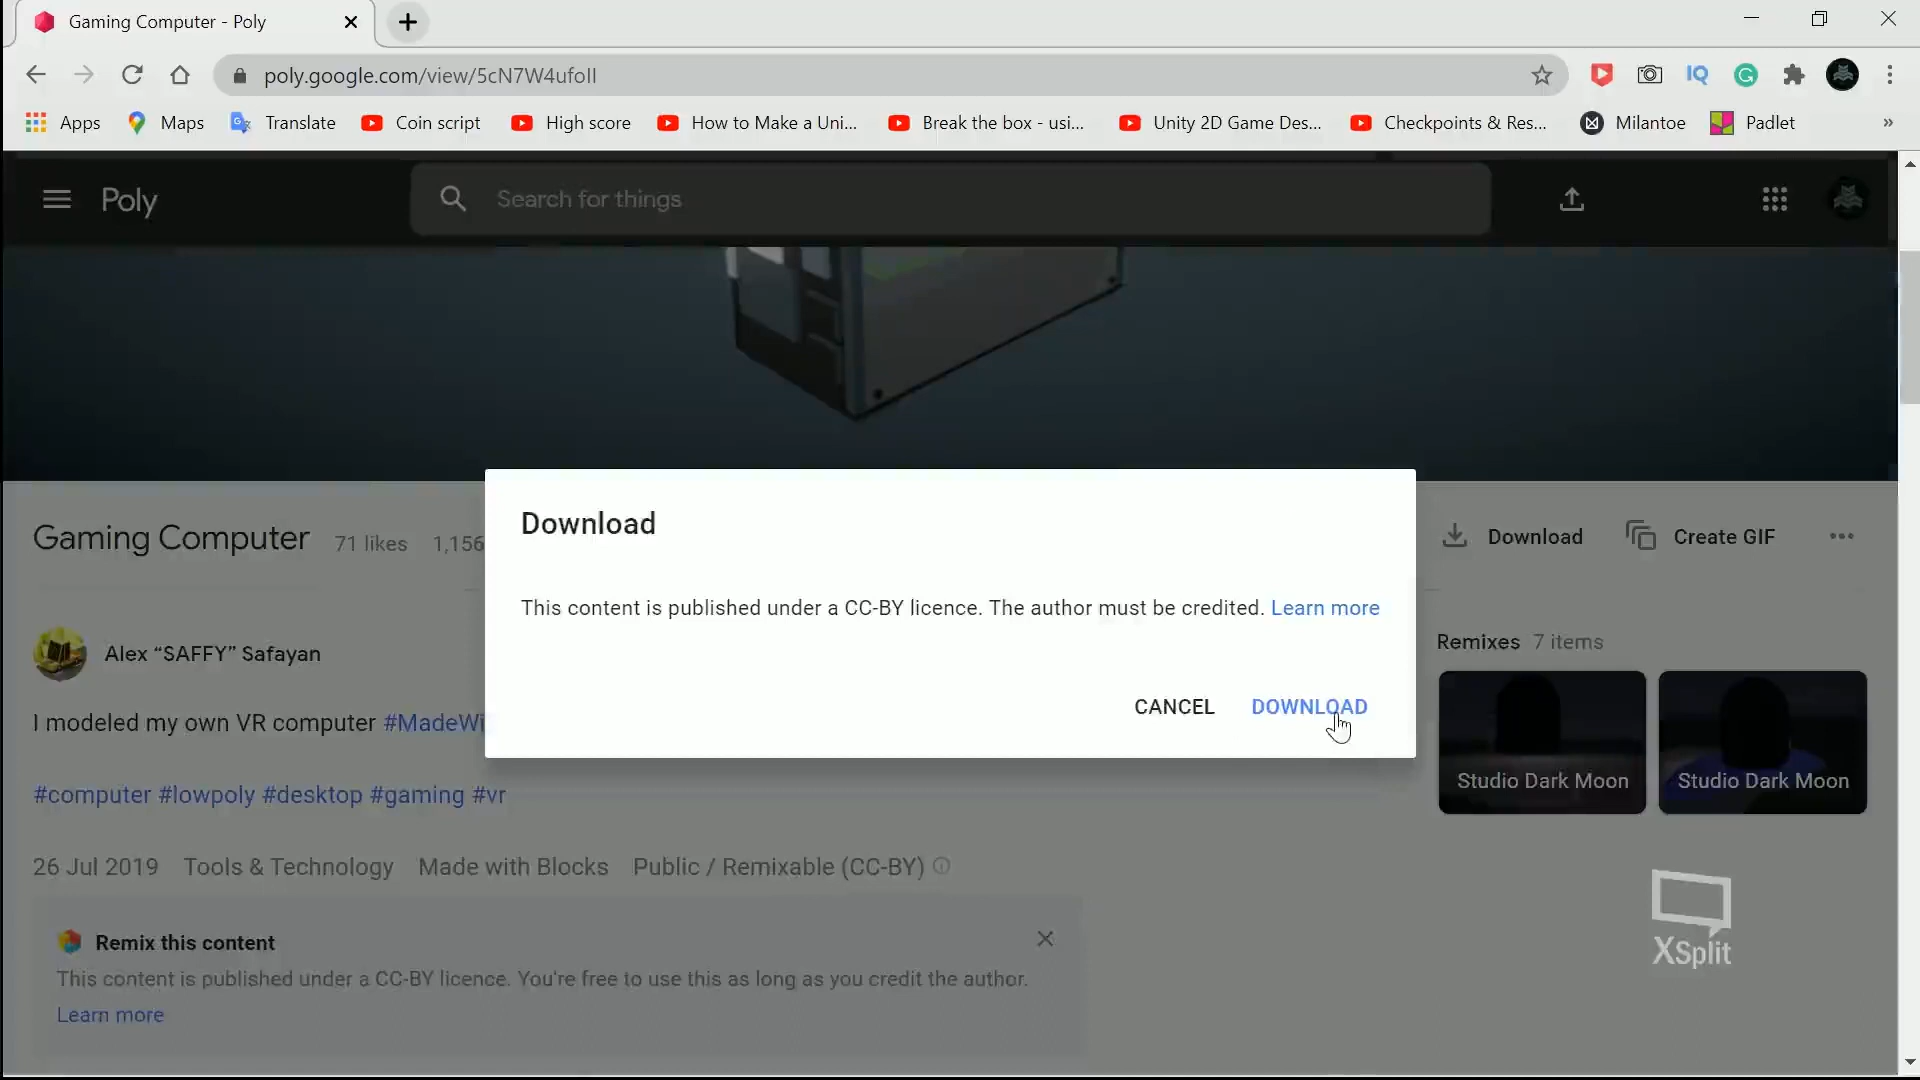 Gaming Computer - Poly
poly.google.com/view/5cN7W4ufoIl
Apps Maps Translate Coin script High score How to Make a Uni... Break the box - usi... Unity 2D Game Des... Checkpoints & Res... Milantoe Padlet »
Poly Search for things
Download
This content is published under a CC-BY licence. The author must be credited. Learn more
CANCEL DOWNLOAD
Gaming Computer 71 likes 1,156
Download Create GIF
Alex “SAFFY” Safayan
I modeled my own VR computer #MadeWi
#computer #lowpoly #desktop #gaming #vr
26 Jul 2019 Tools & Technology Made with Blocks Public / Remixable (CC-BY)
Remix this content
This content is published under a CC-BY licence. You're free to use this as long as you credit the author.
Learn more
Remixes 7 items
Studio Dark Moon Studio Dark Moon
XSplit